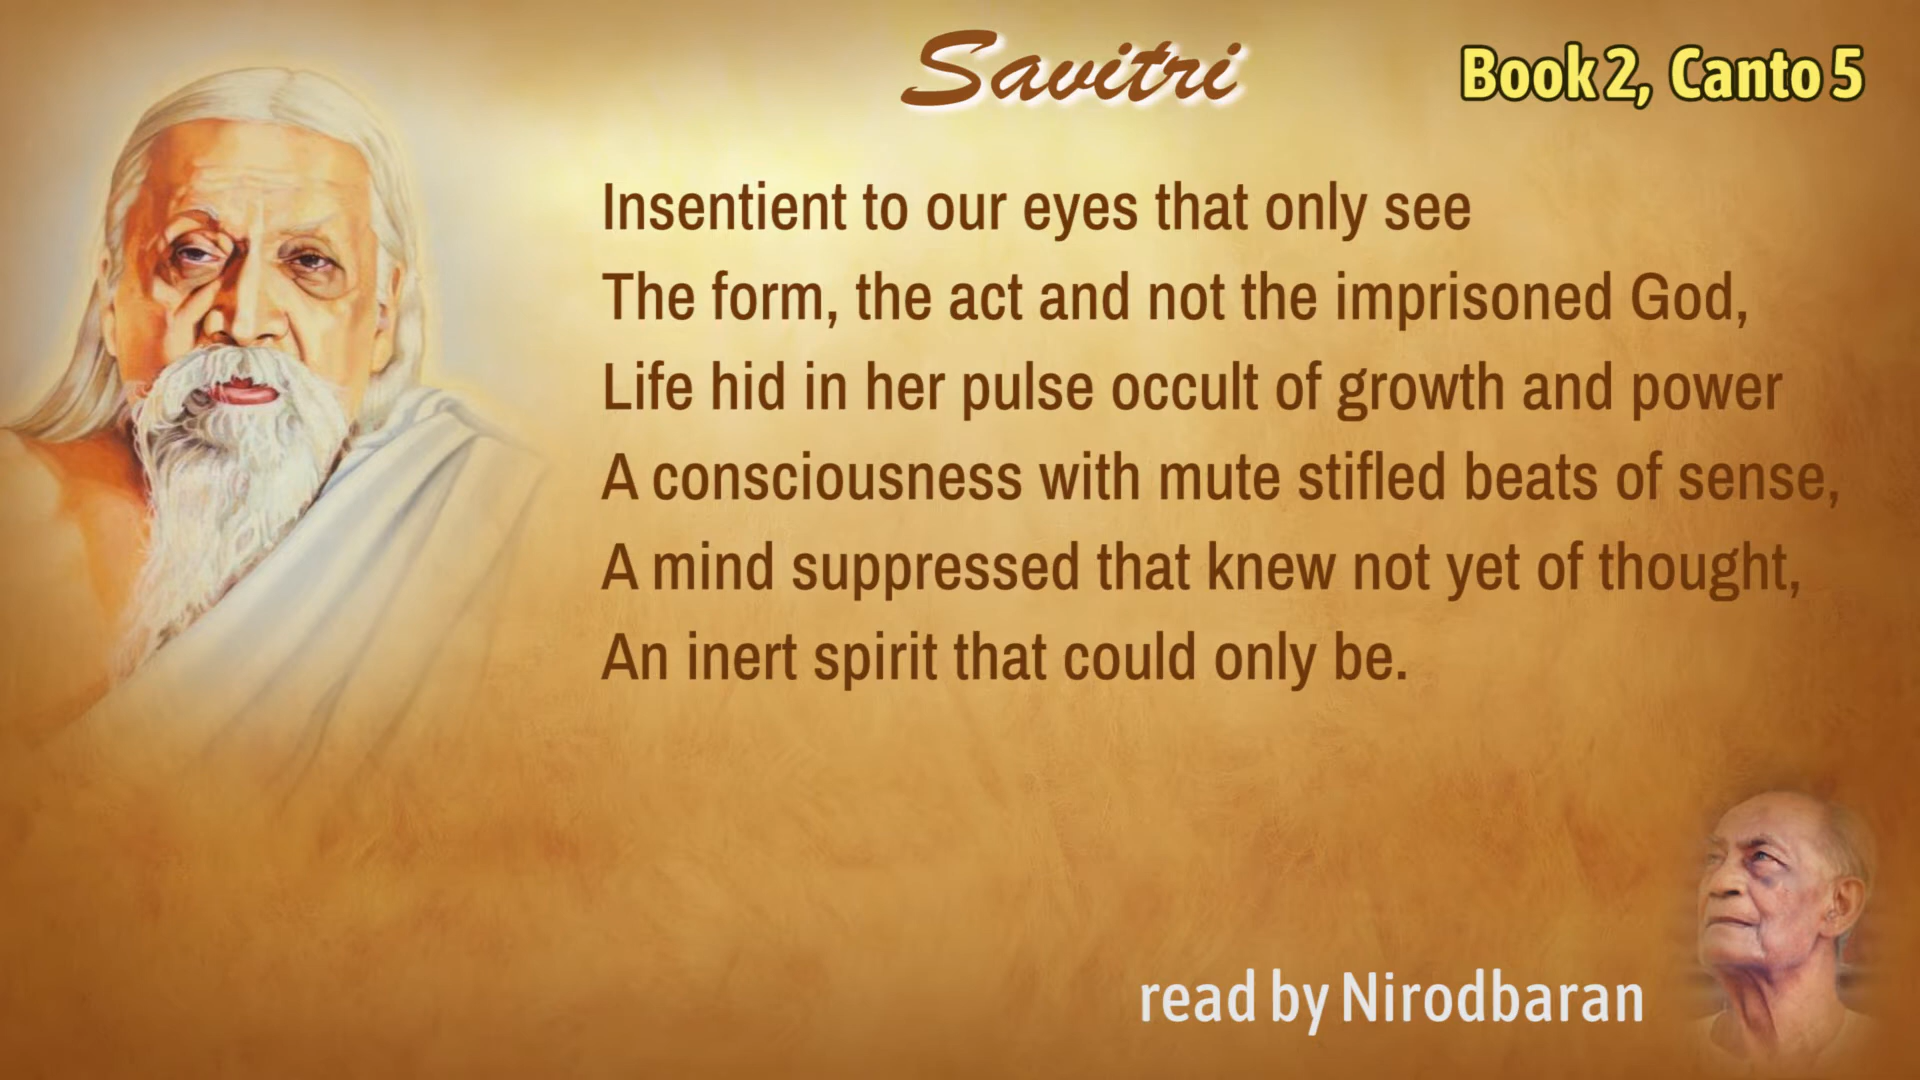 Savitri
Book 2, Canto 5
Insentient to our eyes that only see
The form, the act and not the imprisoned God,
Life hid in her pulse occult of growth and power
A consciousness with mute stifled beats of sense,
A mind suppressed that knew not yet of thought,
An inert spirit that could only be.
read by Nirodbaran